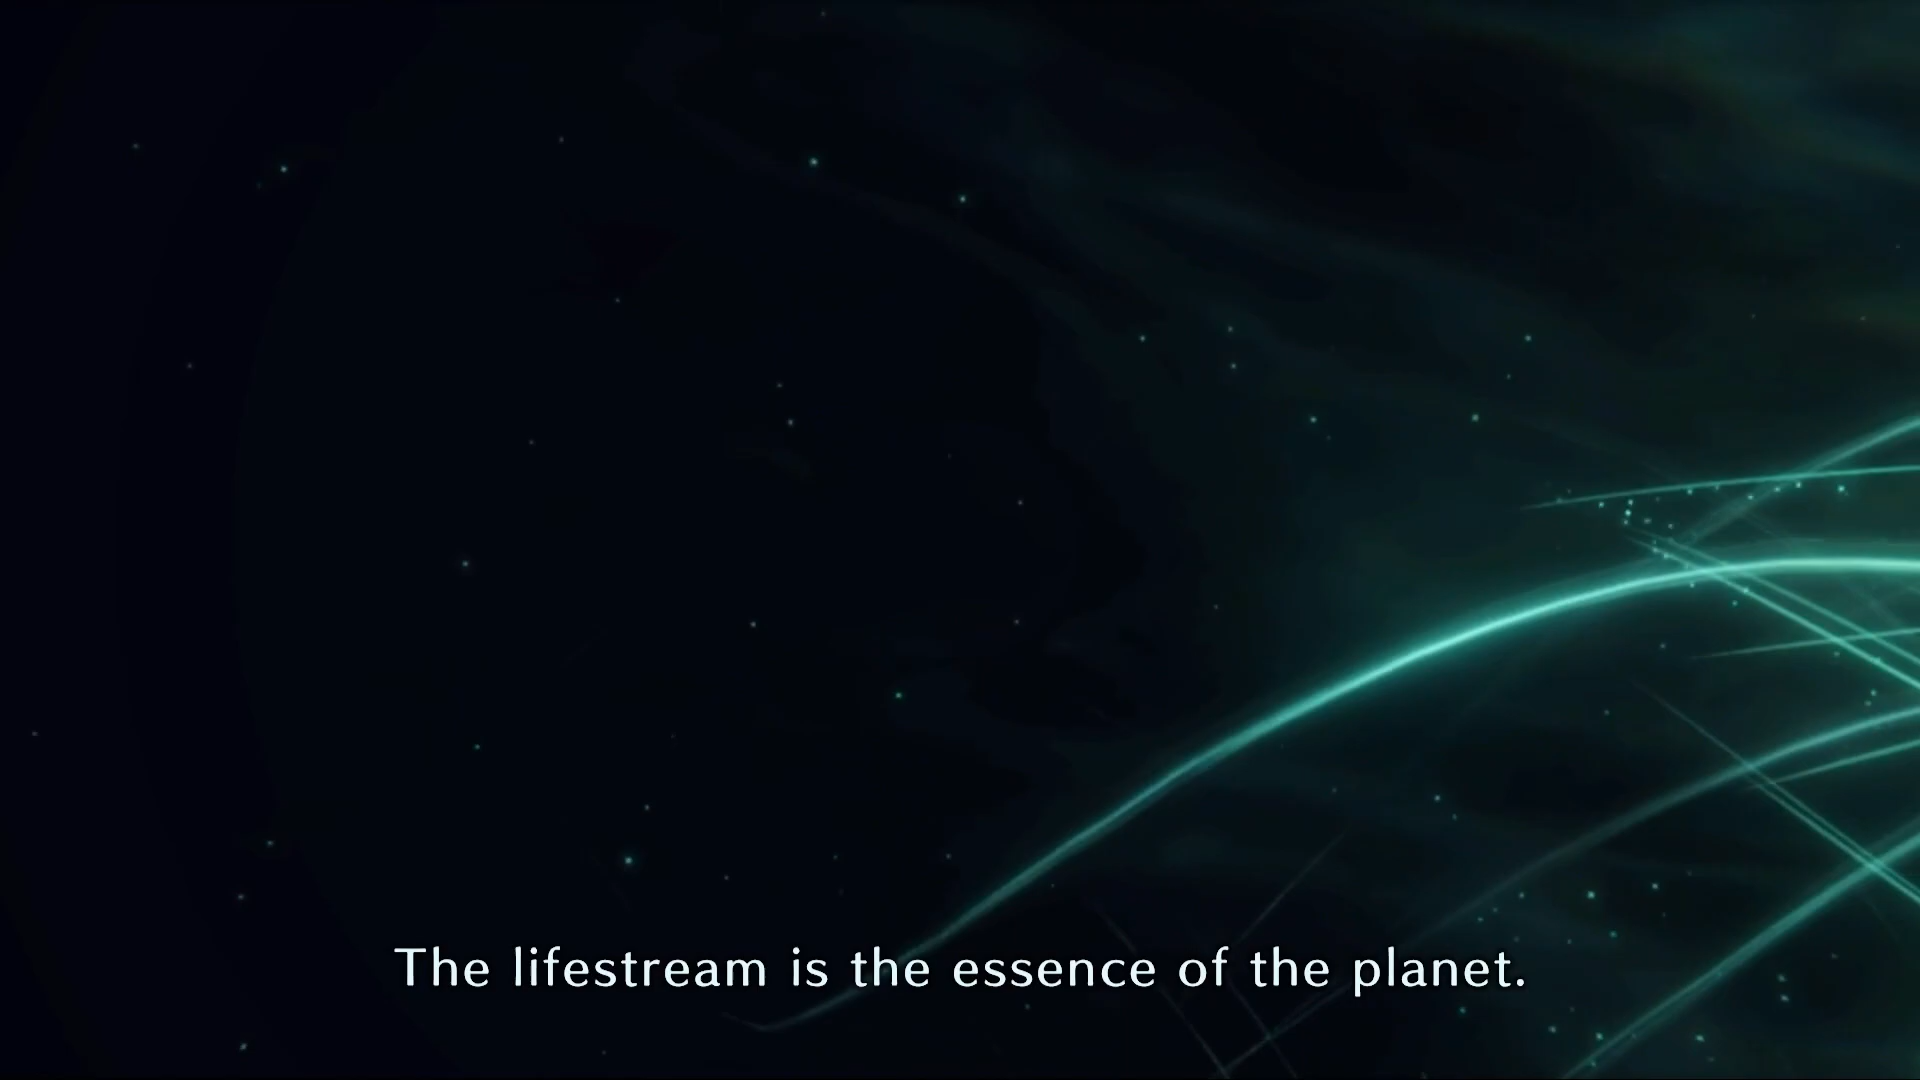 The lifestream is the essence of the planet.